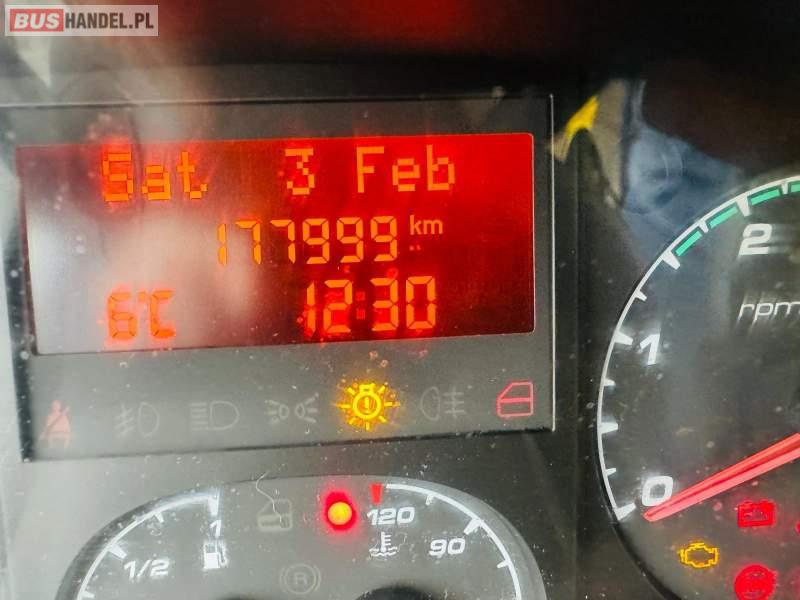 BUSHANDEL.PL
Sat 3 Feb
177999 km
6°C 12:30
2
rpm
1
0
1
1/2
120
90
R